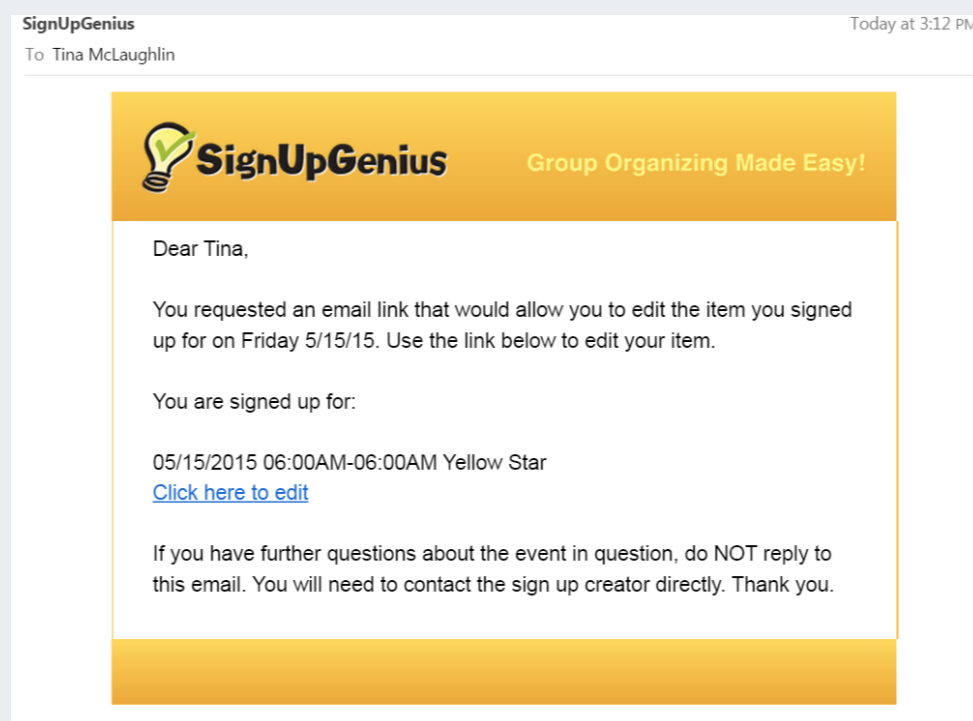 SignUpGenius
Today at 3:12 PM
To Tina McLaughlin
SignUpGenius
Group Organizing Made Easy!
Dear Tina,
You requested an email link that would allow you to edit the item you signed
up for on Friday 5/15/15. Use the link below to edit your item.
You are signed up for:
05/15/2015 06:00AM-06:00AM Yellow Star
Click here to edit
If you have further questions about the event in question, do NOT reply to
this email. You will need to contact the sign up creator directly. Thank you.